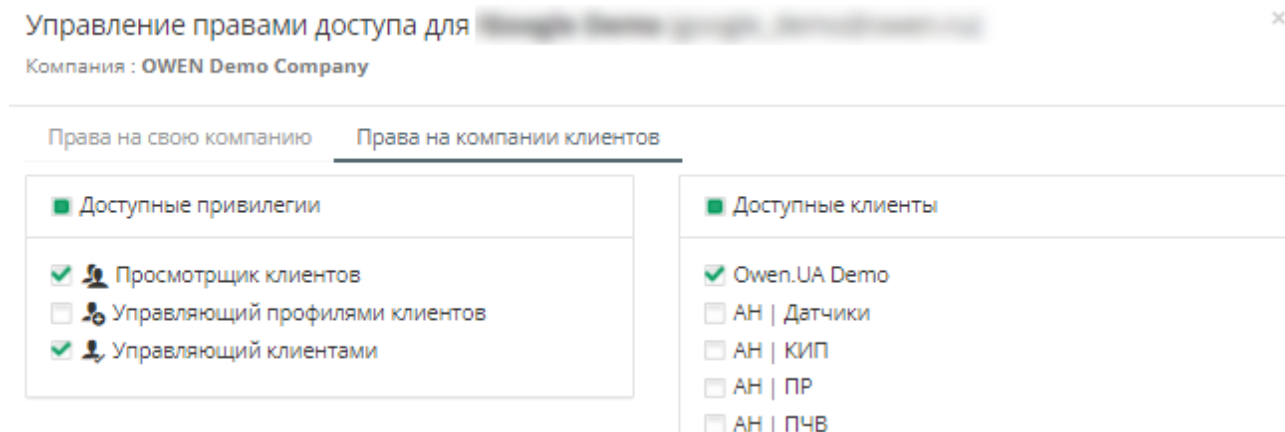 Управление правами доступа для
Компания : OWEN Demo Company
Права на свою компанию Права на компании клиентов
Доступные привилегии
Просмотрщик клиентов
Управляющий профилями клиентов
Управляющий клиентами
Доступные клиенты
Owen.UA Demo
АН | Датчики
АН | КИП
АН | ПР
АН | ПЧВ